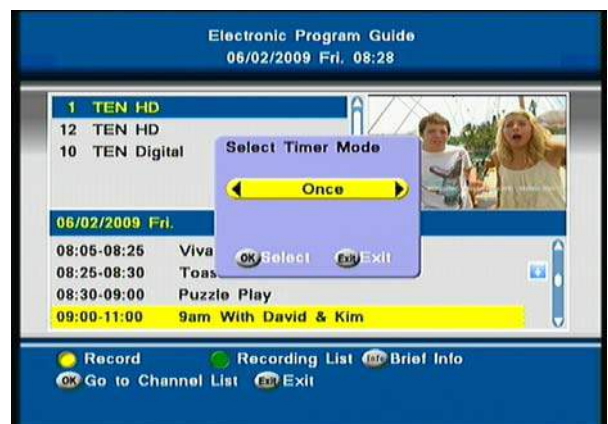 Electronic Program Guide
06/02/2009 Fri. 08:28
1 TEN HD
12 TEN HD
10 TEN Digital
Select Timer Mode
Once
OK Select Exit Exit
06/02/2009 Fri.
08:05-08:25 Viva
08:25-08:30 Toas
08:30-09:00 Puzzle Play
09:00-11:00 9am With David & Kim
Record Recording List Info Brief Info
OK Go to Channel List Exit Exit